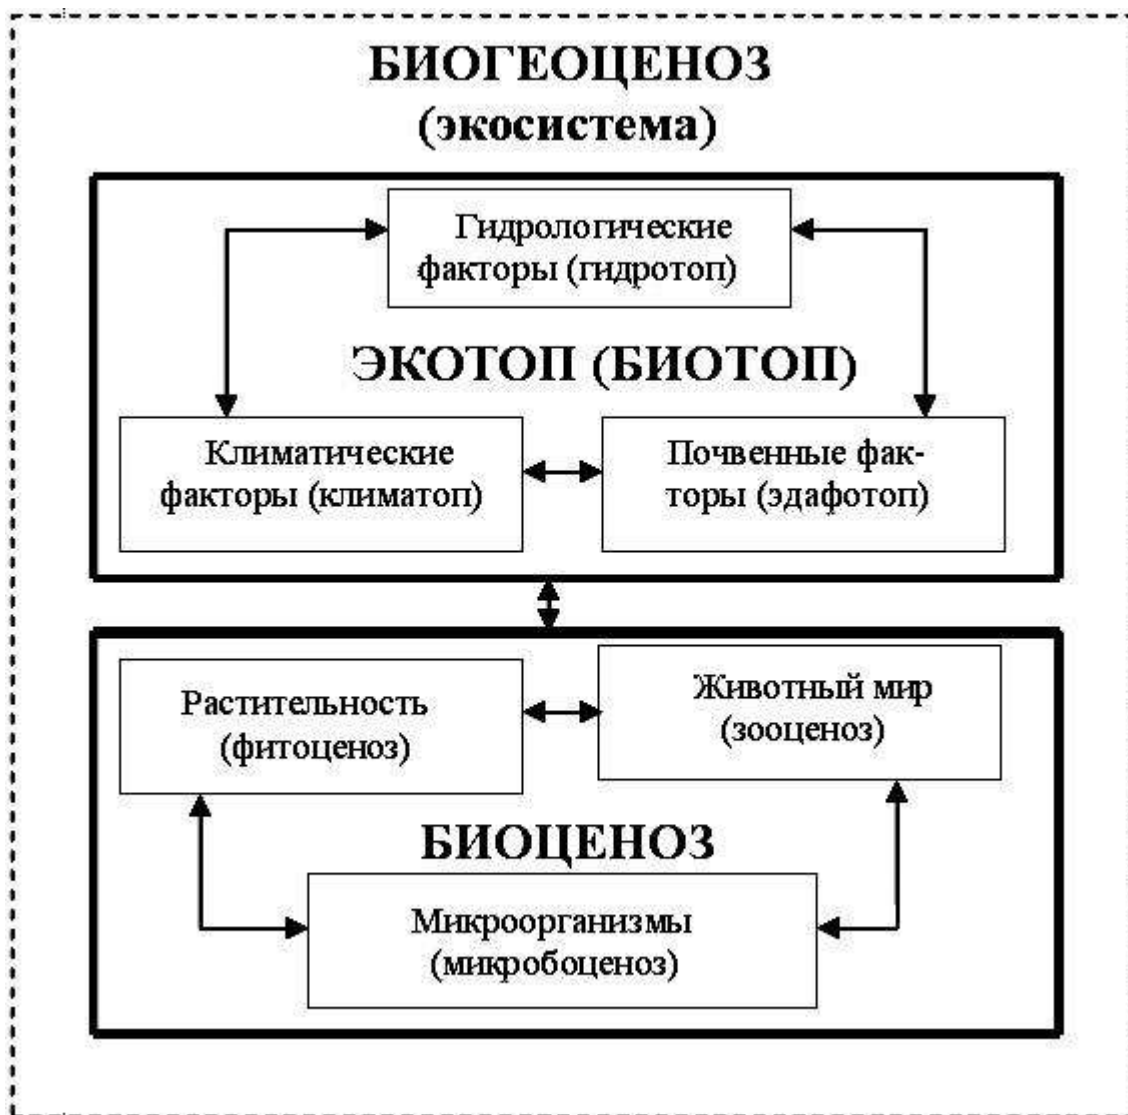 БИОГЕОЦЕНОЗ
(экосистема)
Гидрологические
факторы (гидротоп)
ЭКОТОП (БИОТОП)
Климатические
факторы (климатоп)
Почвенные фак-
торы (эдафотоп)
Растительность
(фитоценоз)
Животный мир
(зооценоз)
БИОЦЕНОЗ
Микроорганизмы
(микробоценоз)